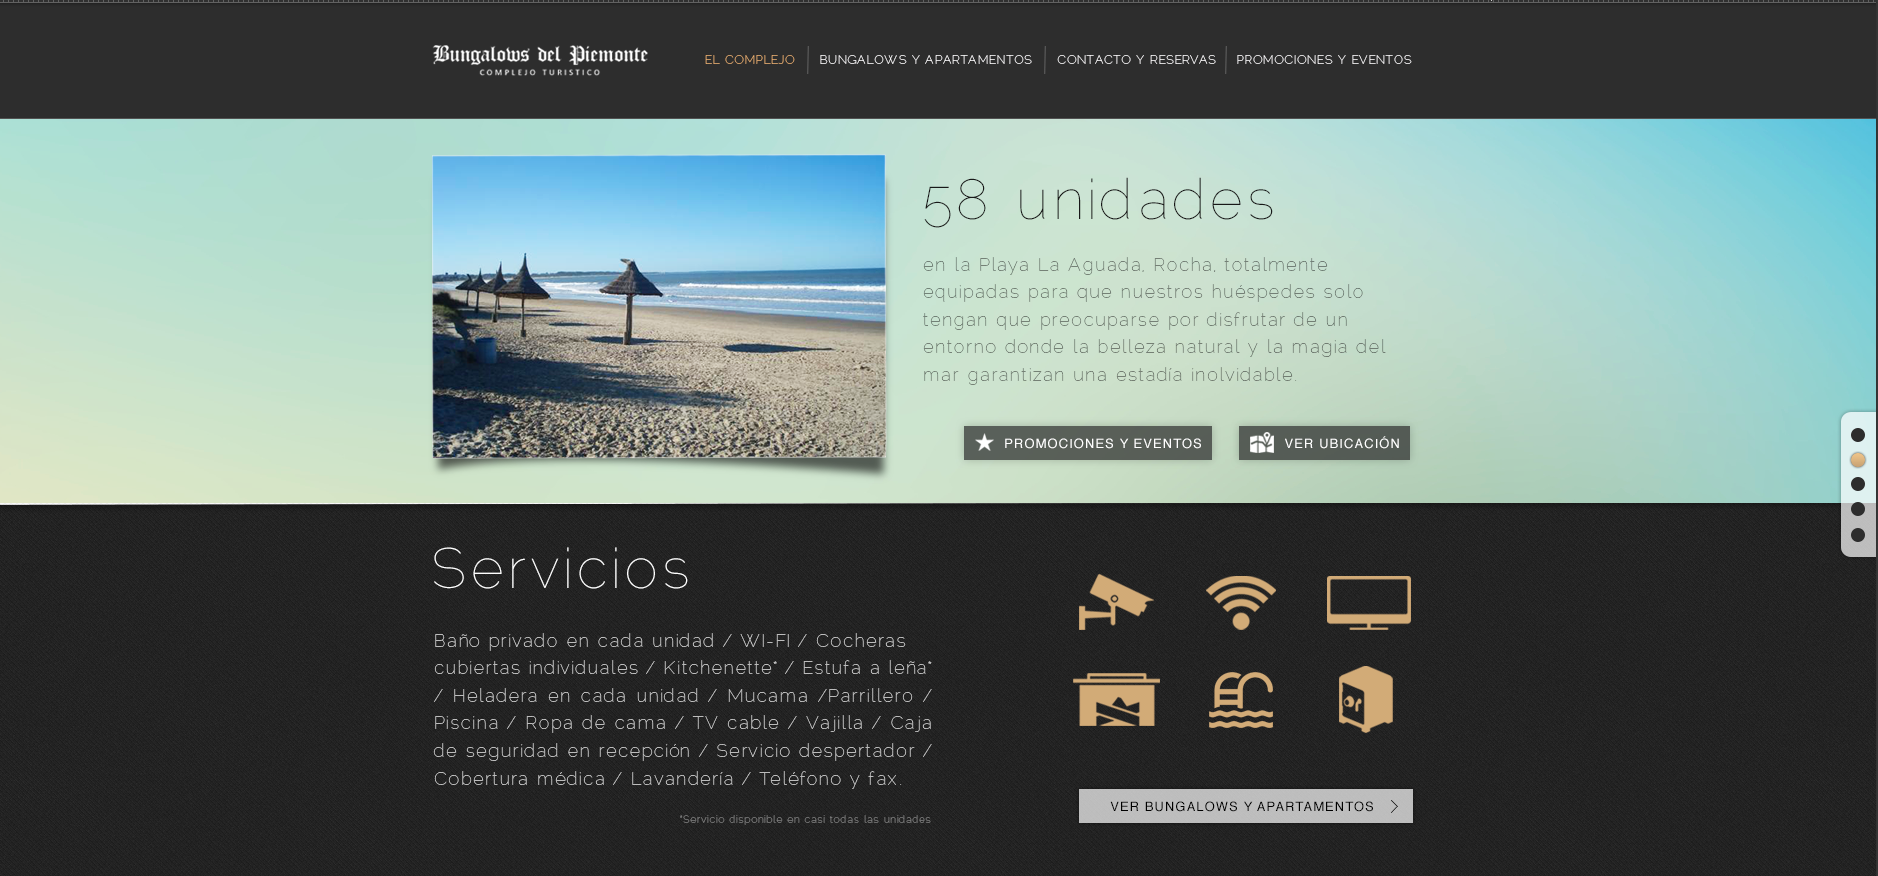 Bungalows del Piemonte
COMPLEJO TURISTICO
EL COMPLEJO
BUNGALOWS Y APARTAMENTOS
CONTACTO Y RESERVAS
PROMOCIONES Y EVENTOS
58 unidades
en la Playa La Aguada, Rocha, totalmente
equipadas para que nuestros huéspedes solo
tengan que preocuparse por disfrutar de un
entorno donde la belleza natural y la magia del
mar garantizan una estadía inolvidable.
PROMOCIONES Y EVENTOS
VER UBICACIÓN
Servicios
Baño privado en cada unidad / WI-FI / Cocheras
cubiertas individuales / Kitchenette* / Estufa a leña*
/ Heladera en cada unidad / Mucama /Parrillero /
Piscina / Ropa de cama / TV cable / Vajilla / Caja
de seguridad en recepción / Servicio despertador /
Cobertura médica / Lavandería / Teléfono y fax.
*Servicio disponible en casi todas las unidades
VER BUNGALOWS Y APARTAMENTOS